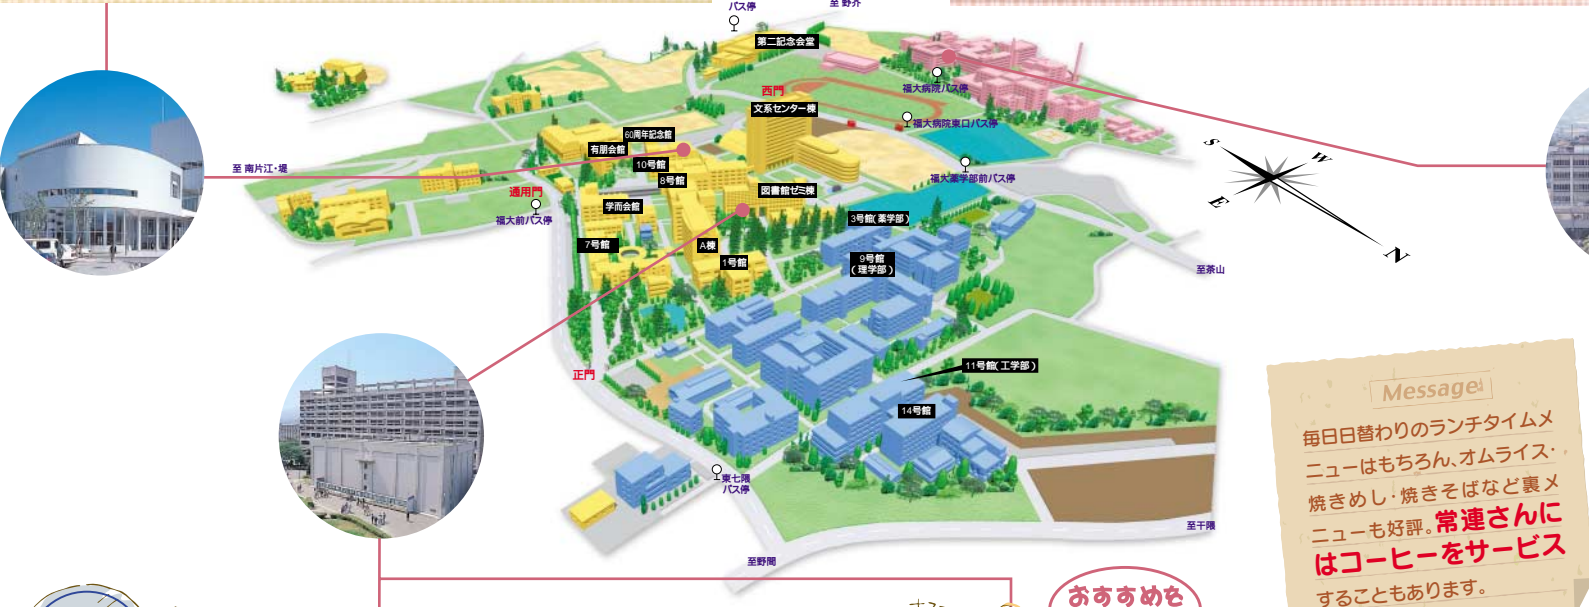 バス停
至 野芥
第二記念会堂
福大病院バス停
西門
文系センター棟
福大病院東口バス停
60周年記念館
有朋会館
10号館
8号館
至 南片江・堤
通用門
福大前バス停
福大薬学部前バス停
図書館ゼミ棟
学而会館
3号館(薬学部)
7号館
A棟
1号館
9号館
(理学部)
至茶山
S
W
E
N
正門
11号館(工学部)
14号館
東七隈
バス停
至干隈
至野間
Message
毎日日替わりのランチタイムメ
ニューはもちろん、オムライス・
焼きめし・焼きそばなど裏メ
ニューも好評。常連さんに
はコーヒーをサービス
することもあります。
おすすめを